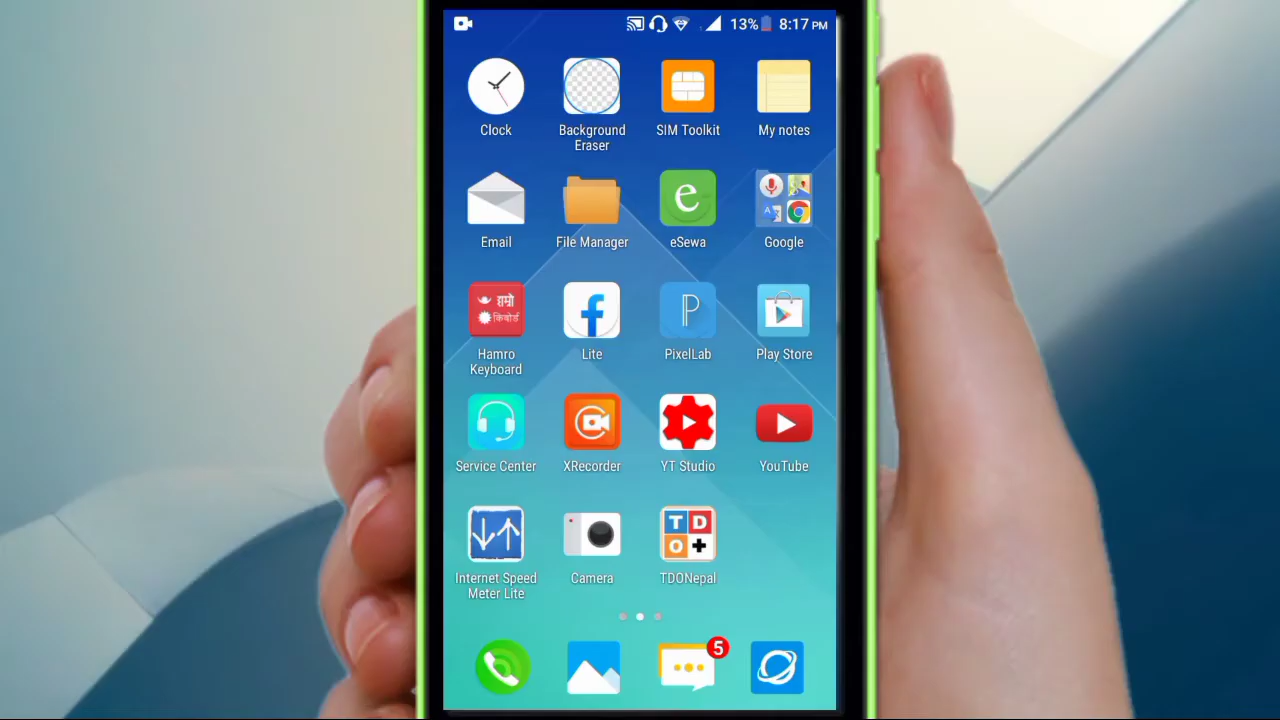 13% 8:17 PM
Clock
Background
Eraser
SIM Toolkit
My notes
Email
File Manager
e
eSewa
Google
हाम्रो
किबोर्ड
Hamro
Keyboard
Lite
P
PixelLab
Play Store
Service Center
XRecorder
YT Studio
YouTube
Internet Speed
Meter Lite
Camera
T D
O +
TDONepal
5